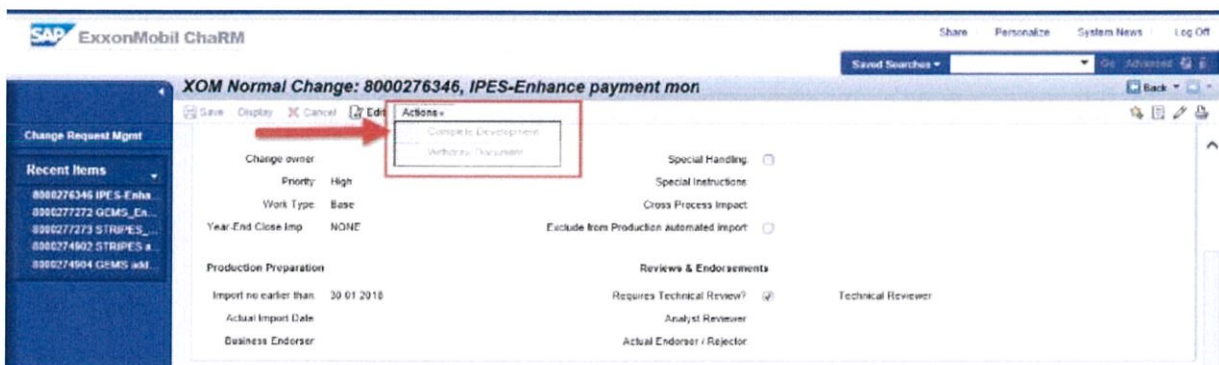 SAP ExxonMobil ChaRM
Share Personalize System News Log Off
Saved Searches Go Advanced
XOM Normal Change: 8000276346, IPES-Enhance payment mon
Back
Save Display Cancel Edit Actions
Complete Development
Withdraw Document
Change Request Mgmt
Recent Items
8000276346 IPES-Enha...
8000277272 GEMS_En...
8000277273 STRIPES_...
8000274902 STRIPES a...
8000274904 GEMS add...
Change owner
Special Handling:
Priority High
Special Instructions
Work Type Base
Cross Process Impact
Year-End Close Imp NONE
Exclude from Production automated import
Production Preparation
Reviews & Endorsements
Import no earlier than 30.01.2018
Requires Technical Review? Technical Reviewer
Actual Import Date
Analyst Reviewer
Business Endorser
Actual Endorser / Rejector